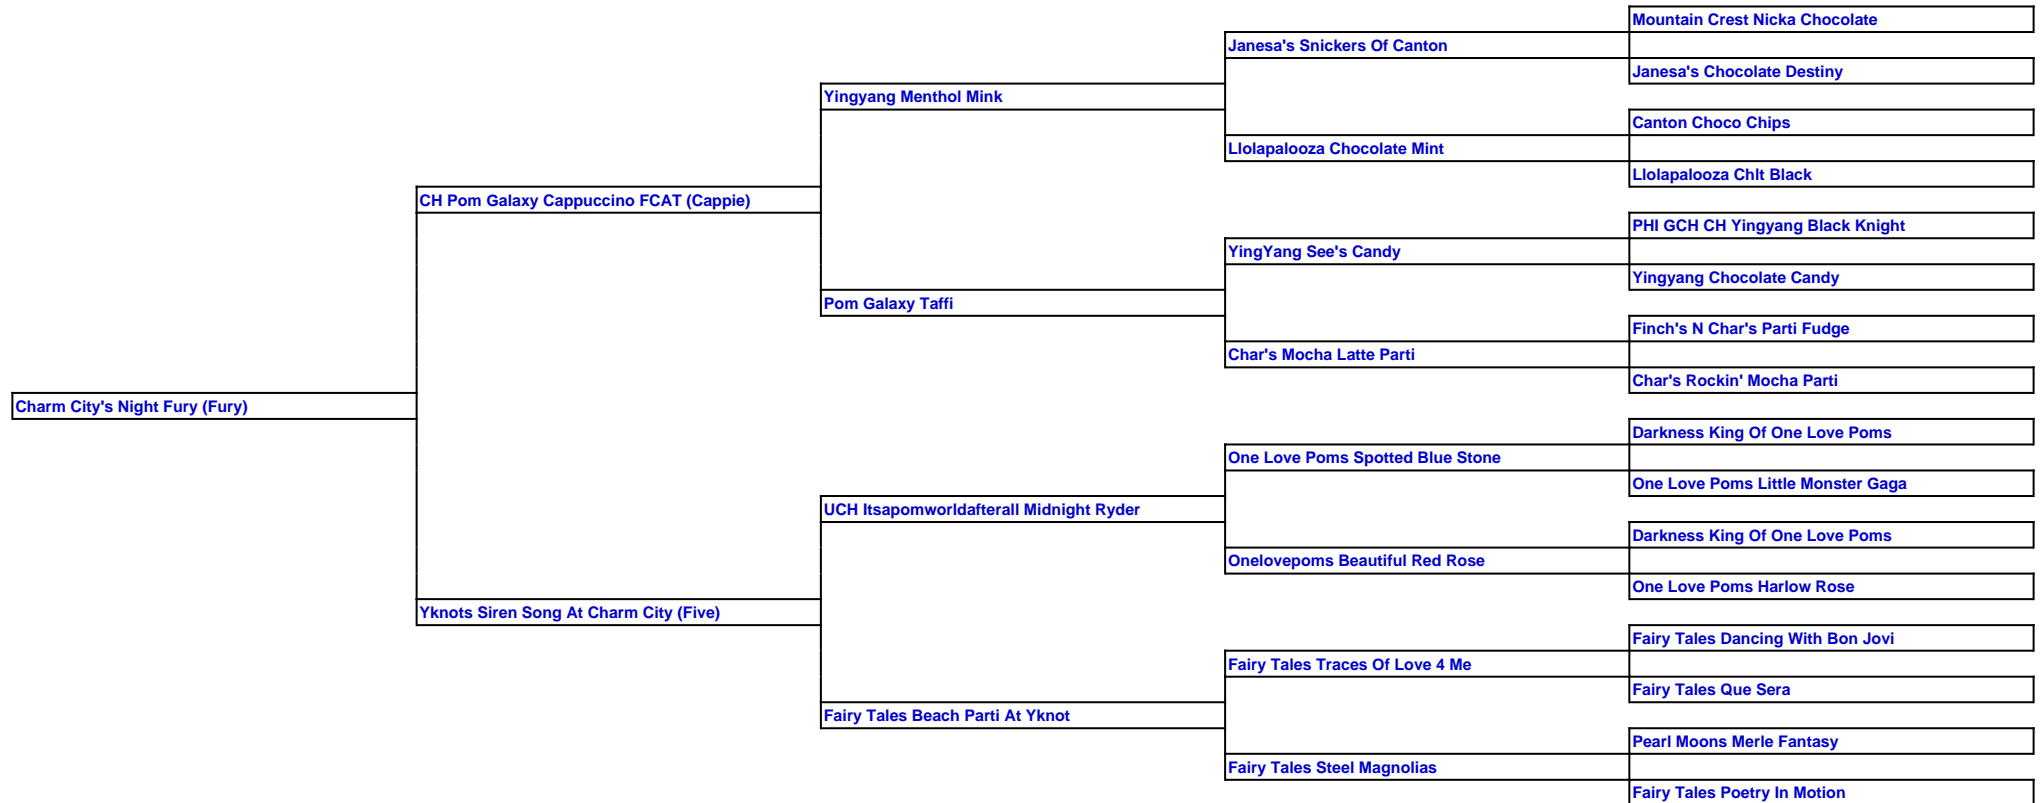 Mountain Crest Nicka Chocolate
Janesa's Snickers Of Canton
Janesa's Chocolate Destiny
Yingyang Menthol Mink
Canton Choco Chips
Llolapalooza Chocolate Mint
Llolapalooza Chlt Black
CH Pom Galaxy Cappuccino FCAT (Cappie)
PHI GCH CH Yingyang Black Knight
YingYang See's Candy
Yingyang Chocolate Candy
Pom Galaxy Taffi
Finch's N Char's Parti Fudge
Char's Mocha Latte Parti
Char's Rockin' Mocha Parti
Charm City's Night Fury (Fury)
Darkness King Of One Love Poms
One Love Poms Spotted Blue Stone
One Love Poms Little Monster Gaga
UCH Itsapomworldafterall Midnight Ryder
Darkness King Of One Love Poms
Onelovepoms Beautiful Red Rose
One Love Poms Harlow Rose
Yknots Siren Song At Charm City (Five)
Fairy Tales Dancing With Bon Jovi
Fairy Tales Traces Of Love 4 Me
Fairy Tales Que Sera
Fairy Tales Beach Parti At Yknot
Pearl Moons Merle Fantasy
Fairy Tales Steel Magnolias
Fairy Tales Poetry In Motion